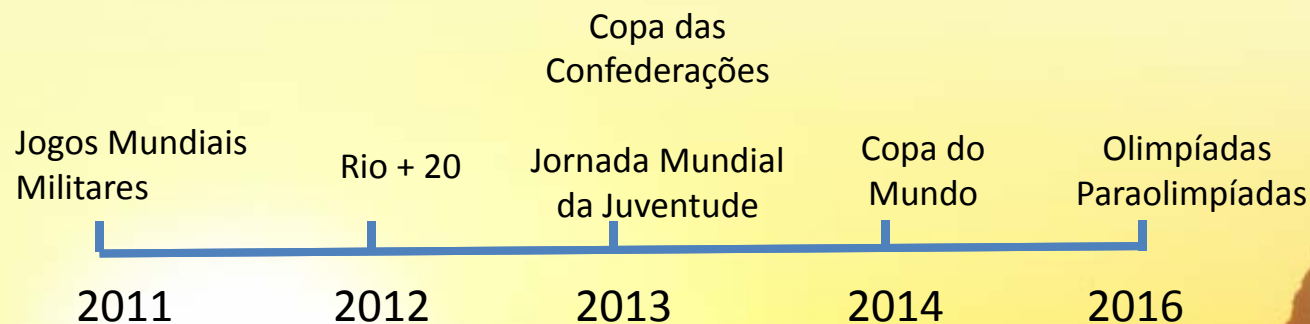 Copa das
Confederações
Jogos Mundiais
Militares
Rio + 20
Jornada Mundial
da Juventude
Copa do
Mundo
Olimpíadas
Paraolimpíadas
2011
2012
2013
2014
2016